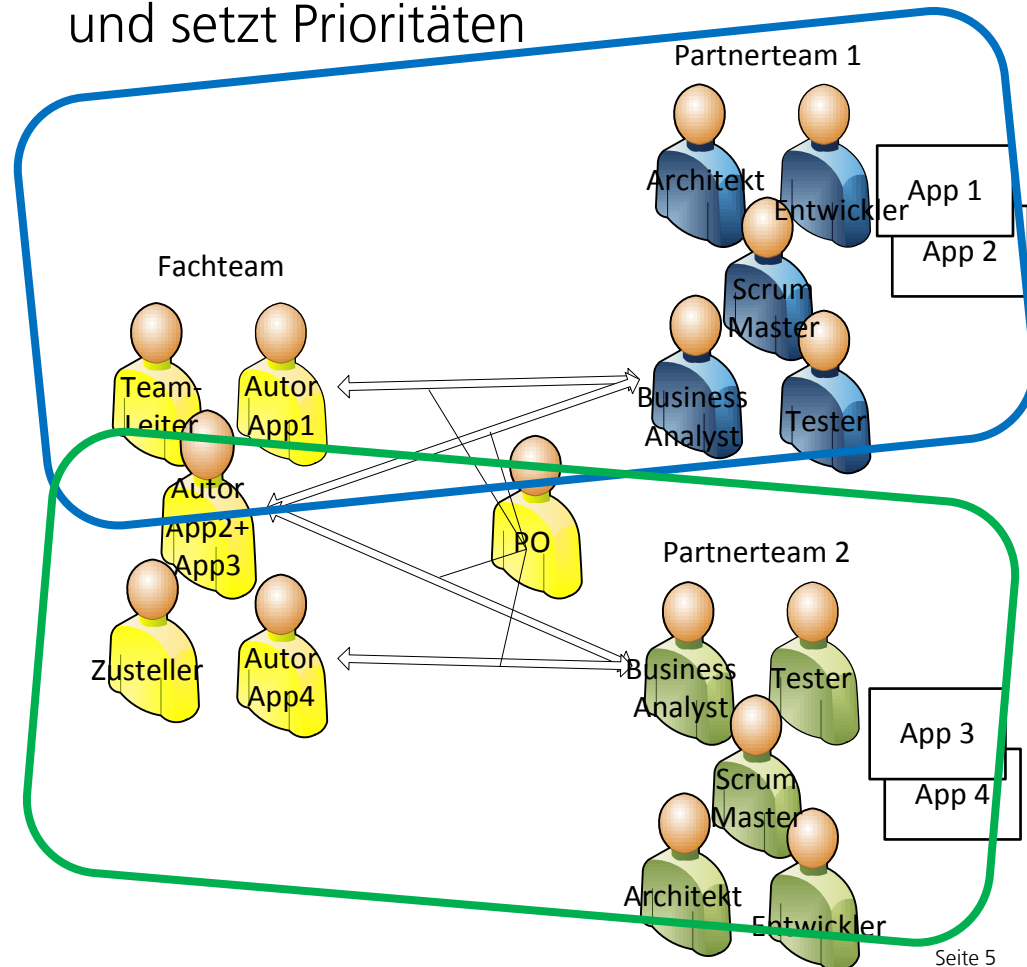 und setzt Prioritäten
Partnerteam 1
Architekt
Entwickler
App 1
App 2
Scrum
Master
Business
Analyst
Tester
Fachteam
Team-
Leiter
Autor
App1
Autor
App2+
App3
PO
Zusteller
Autor
App4
Partnerteam 2
Business
Analyst
Tester
App 3
App 4
Scrum
Master
Architekt
Entwickler
Seite 5